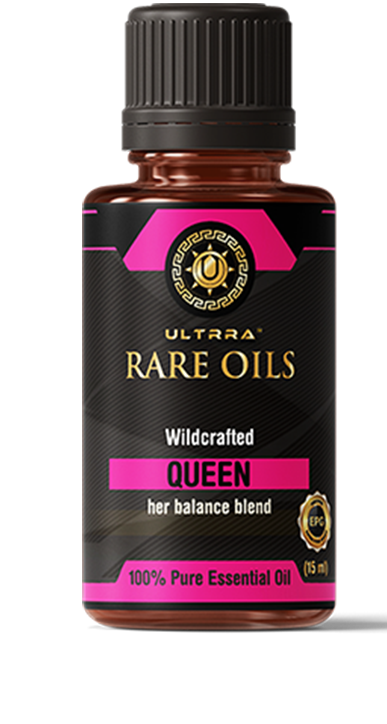 U
ULTRRA™
RARE OILS
Wildcrafted
QUEEN
her balance blend
EPG
100% Pure Essential Oil
(15 ml)